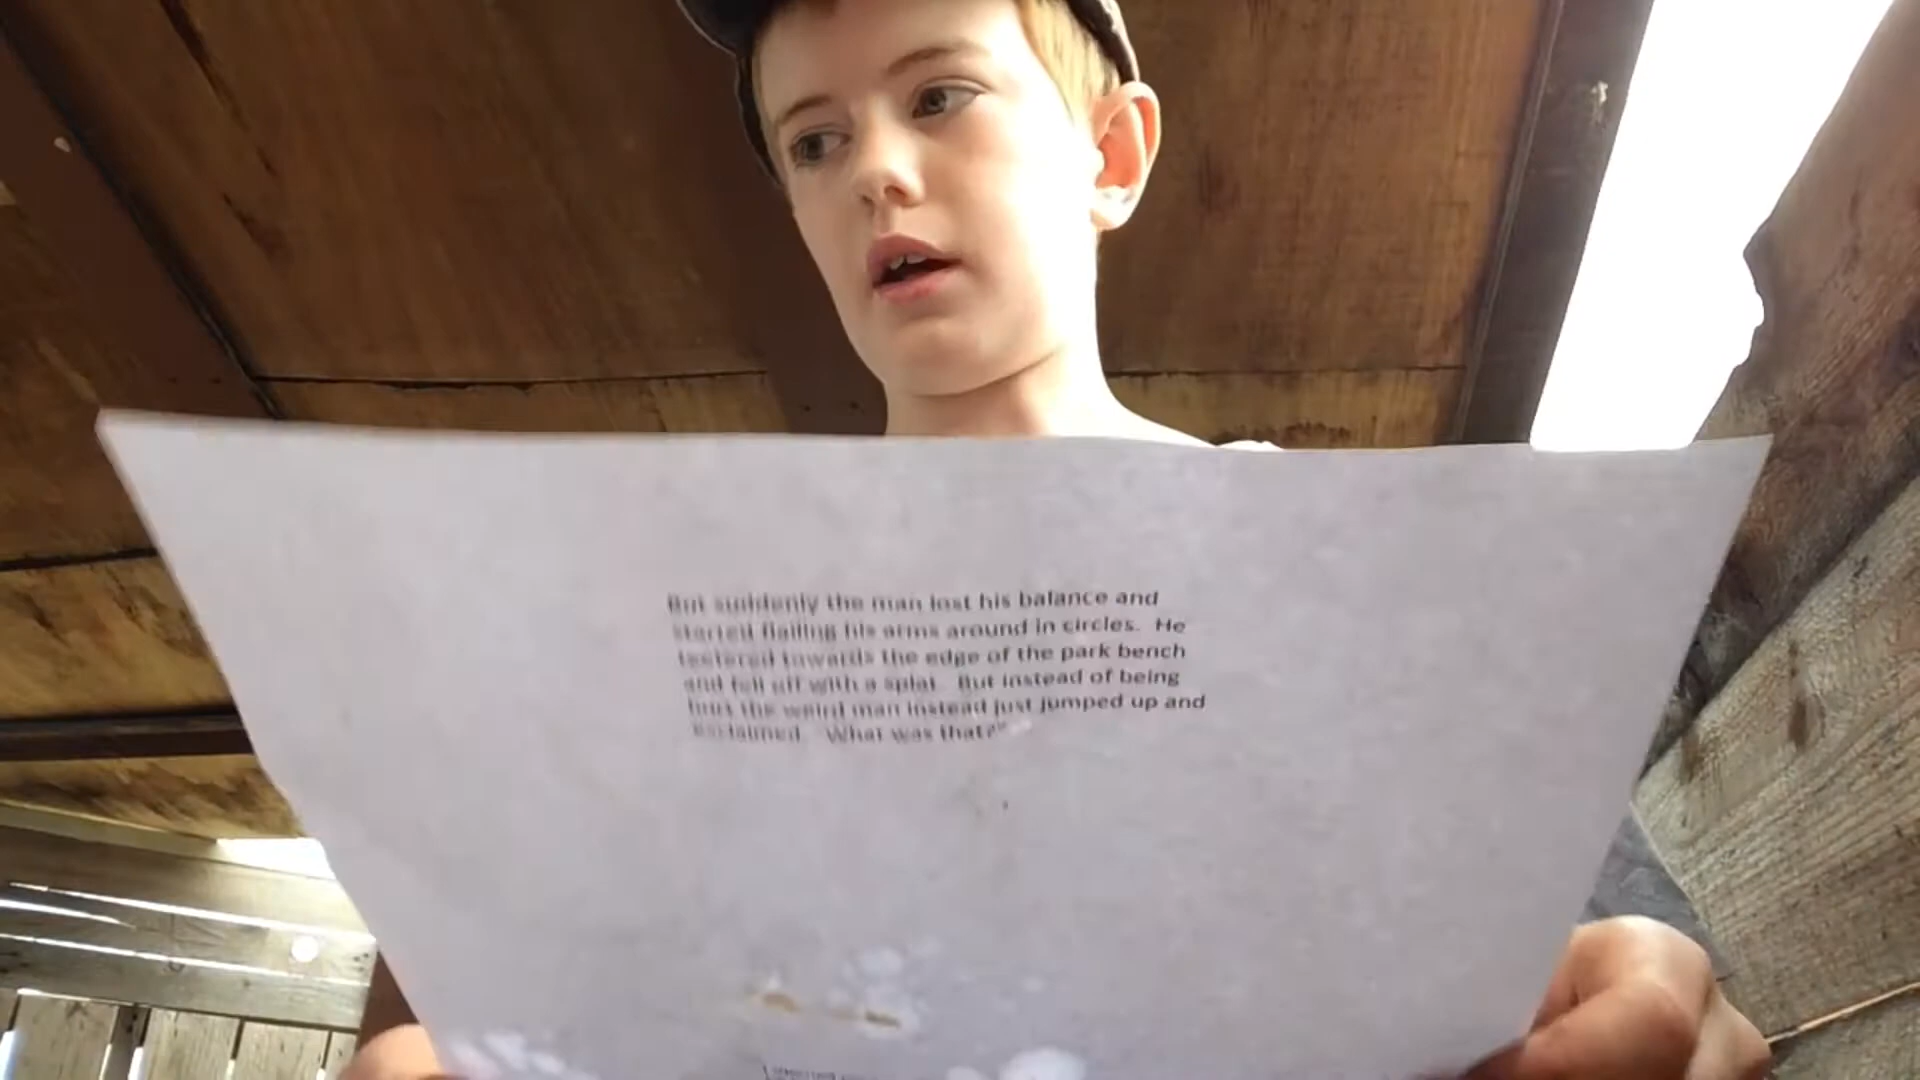 But suddenly the man lost his balance and
started flailing his arms around in circles. He
teetered towards the edge of the park bench
and fell off with a splat. But instead of being
hurt the weird man instead just jumped up and
exclaimed "What was that?"